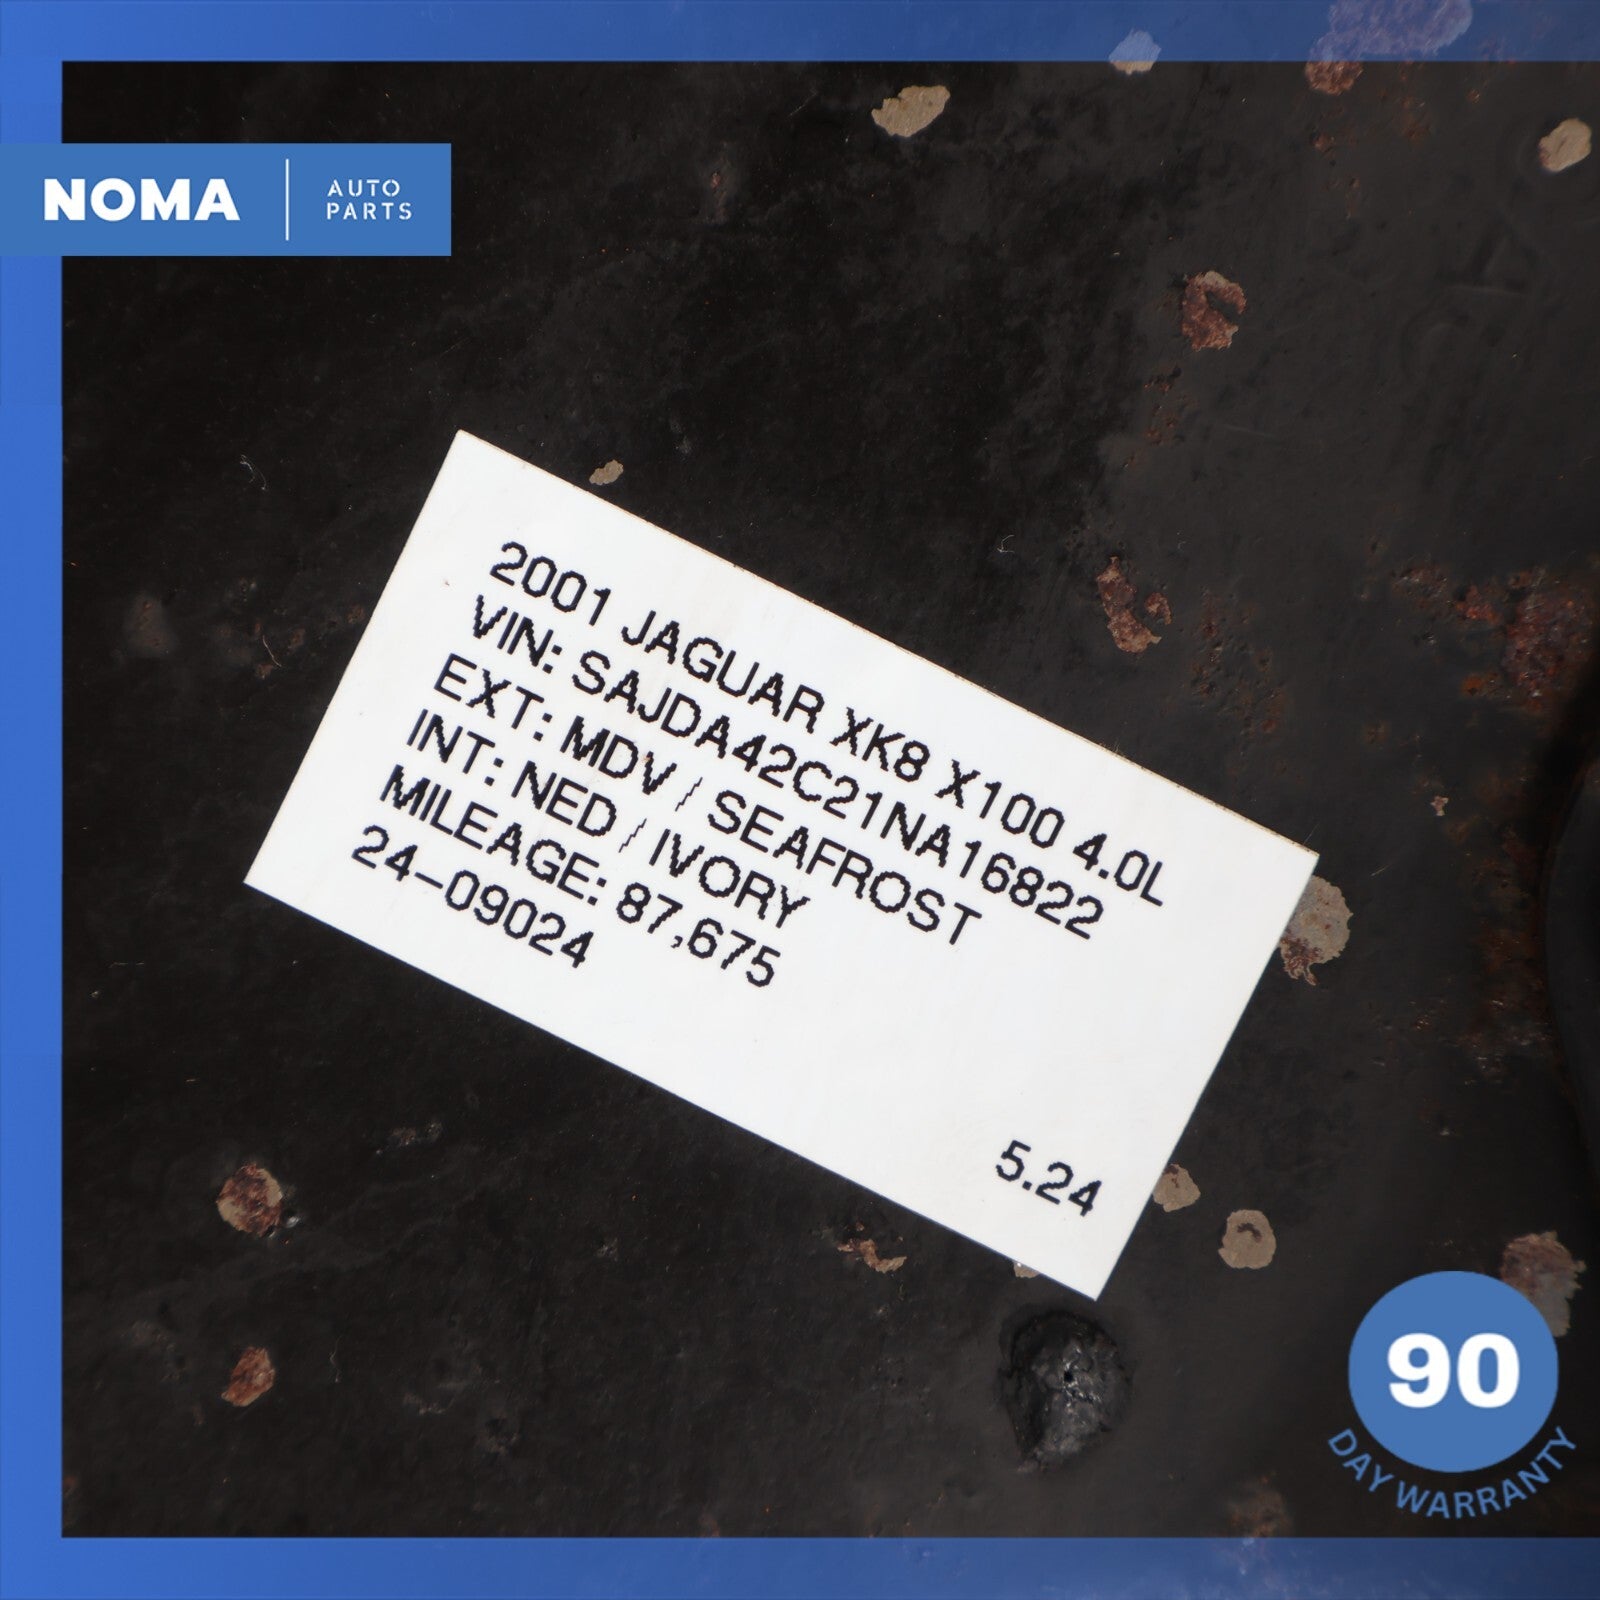 NOMA
AUTO
PARTS
2001 JAGUAR XK8 X100 4.0L
VIN: SAJDA42C21NA16822
EXT: MDV / SEAFROST
INT: NED / IVORY
MILEAGE: 87,675
24-09024
5.24
90
DAY WARRANTY